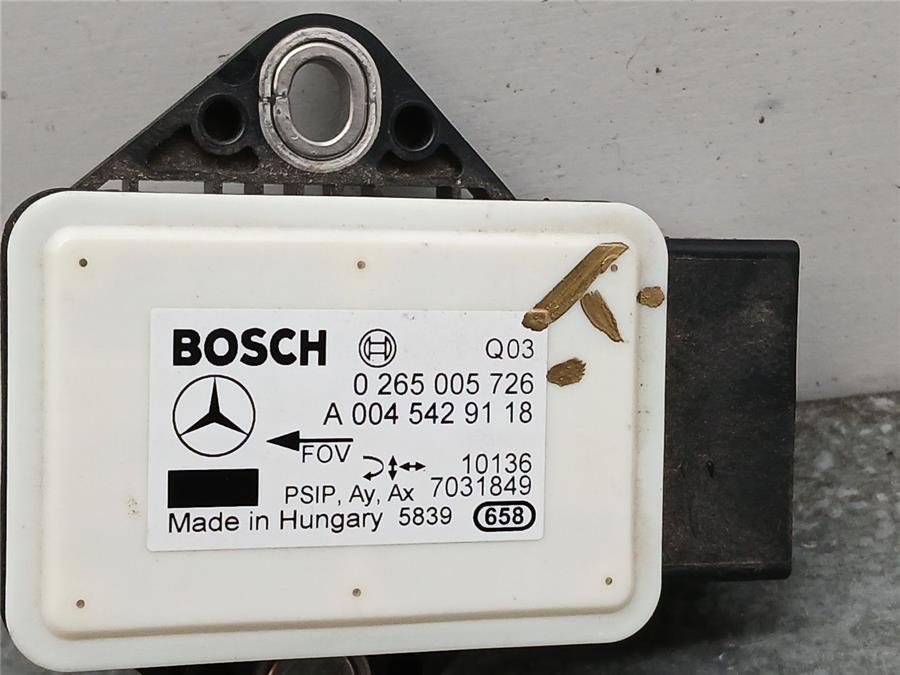 BOSCH Q03
0 265 005 726
A 004 542 91 18
FOV
10136
PSIP, Ay, Ax 7031849
Made in Hungary 5839 658